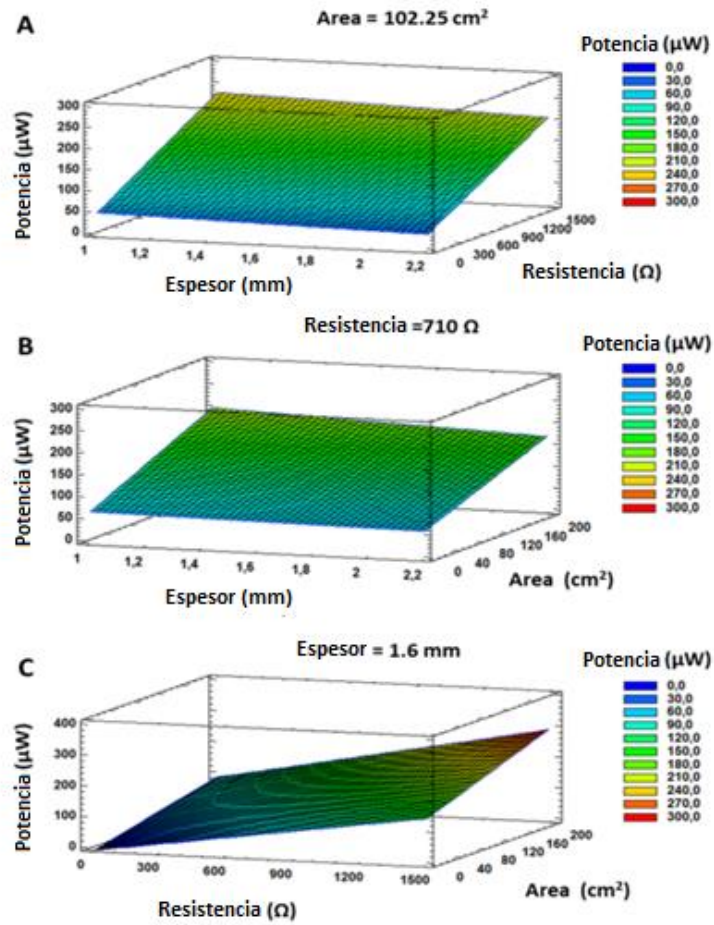 A
Area = 102.25 cm²
Potencia (µW)
0,0
30,0
60,0
90,0
120,0
150,0
180,0
210,0
240,0
270,0
300,0
Potencia (µW)
300
250
200
150
100
50
0
1 1,2 1,4 1,6 1,8 2 2,2
Espesor (mm)
0 300 600 900 1200 1500
Resistencia (Ω)
B
Resistencia =710 Ω
Potencia (µW)
0,0
30,0
60,0
90,0
120,0
150,0
180,0
210,0
240,0
270,0
300,0
Potencia (µW)
300
250
200
150
100
50
0
1 1,2 1,4 1,6 1,8 2 2,2
Espesor (mm)
0 40 80 120 160 200
Area (cm²)
C
Espesor = 1.6 mm
Potencia (µW)
0,0
30,0
60,0
90,0
120,0
150,0
180,0
210,0
240,0
270,0
300,0
Potencia (µW)
400
300
200
100
0
0 300 600 900 1200 1500
Resistencia (Ω)
0 40 80 120 160 200
Area (cm²)